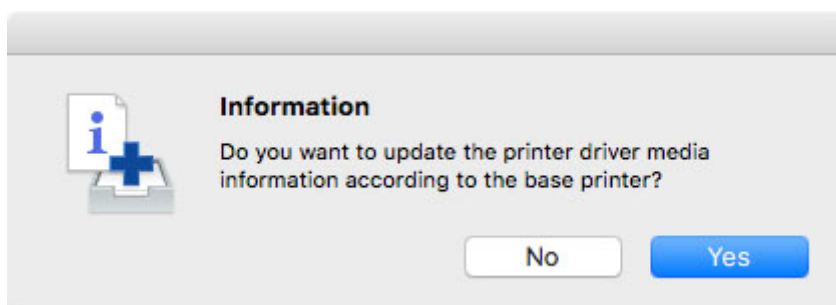 i
Information
Do you want to update the printer driver media
information according to the base printer?
No
Yes